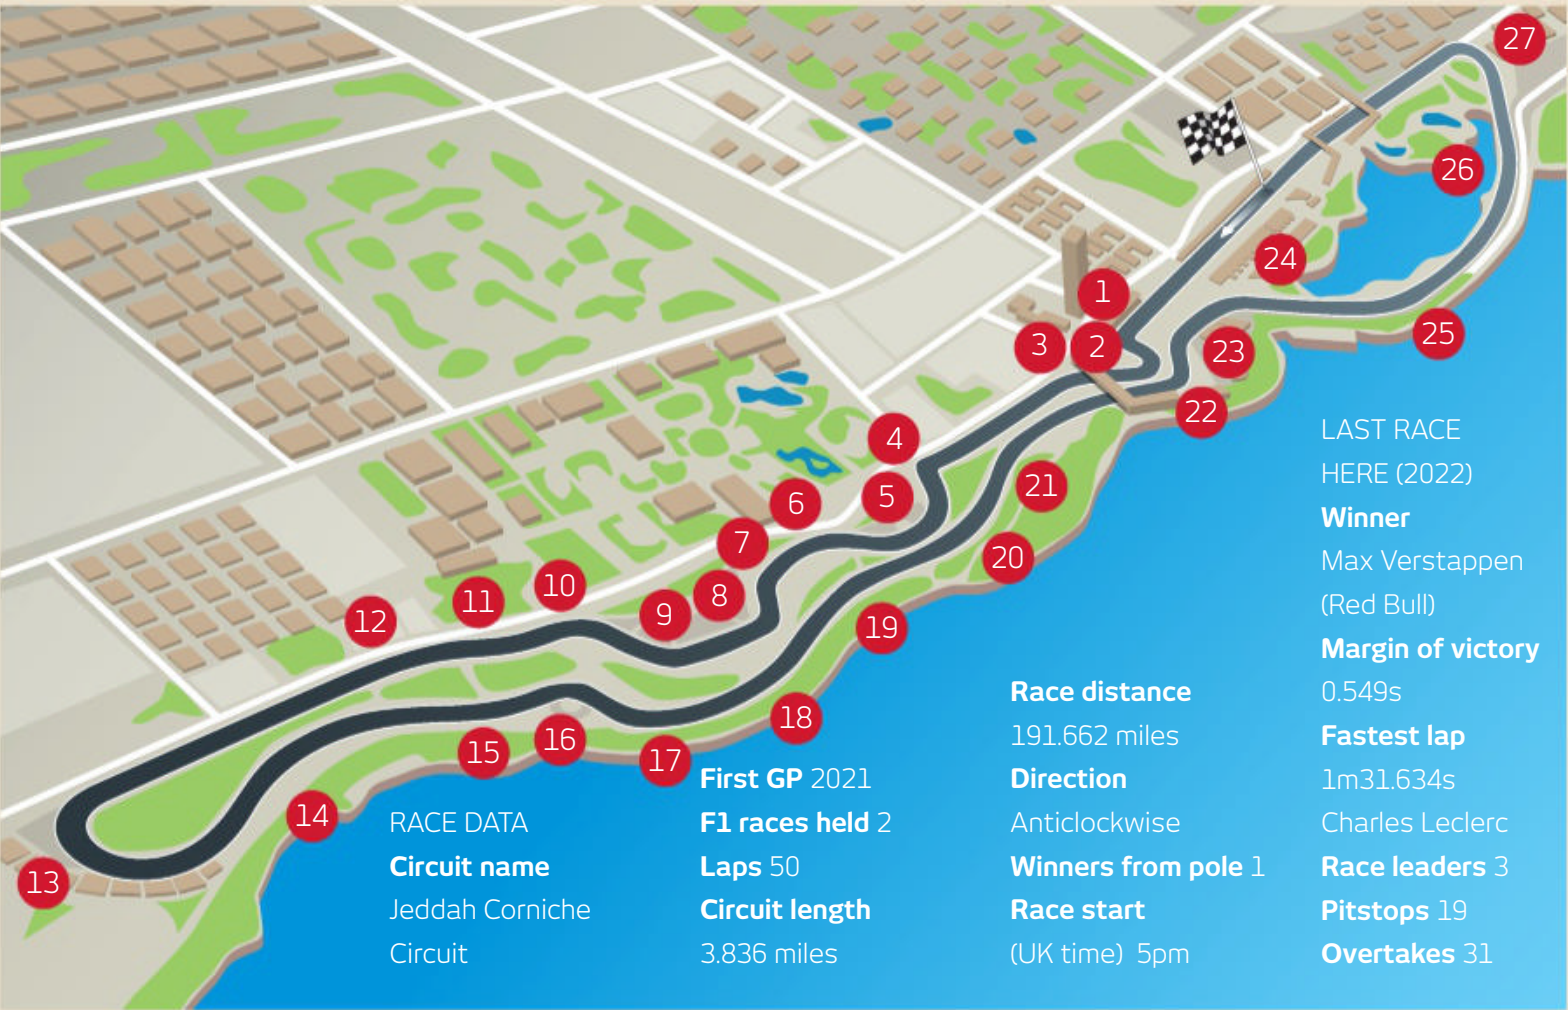 27
26
24
1
3
2
23
25
22
4
21
5
6
7
20
10
8
11
9
12
19
18
16
15
17
14
13
RACE DATA
Circuit name
Jeddah Corniche
Circuit
First GP 2021
F1 races held 2
Laps 50
Circuit length
3.836 miles
Race distance
191.662 miles
Direction
Anticlockwise
Winners from pole 1
Race start
(UK time) 5pm
LAST RACE
HERE (2022)
Winner
Max Verstappen
(Red Bull)
Margin of victory
0.549s
Fastest lap
1m31.634s
Charles Leclerc
Race leaders 3
Pitstops 19
Overtakes 31